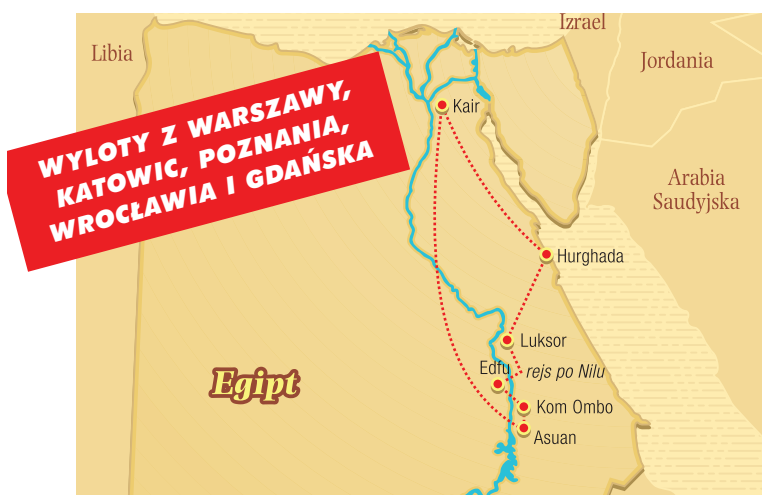 Izrael
Libia
Jordania
WYLOTY Z WARSZAWY,
KATOWIC, POZNANIA,
WROCŁAWIA I GDAŃSKA
Kair
Arabia
Saudyjska
Hurghada
Luksor
Edfu
rejs po Nilu
Egipt
Kom Ombo
Asuan